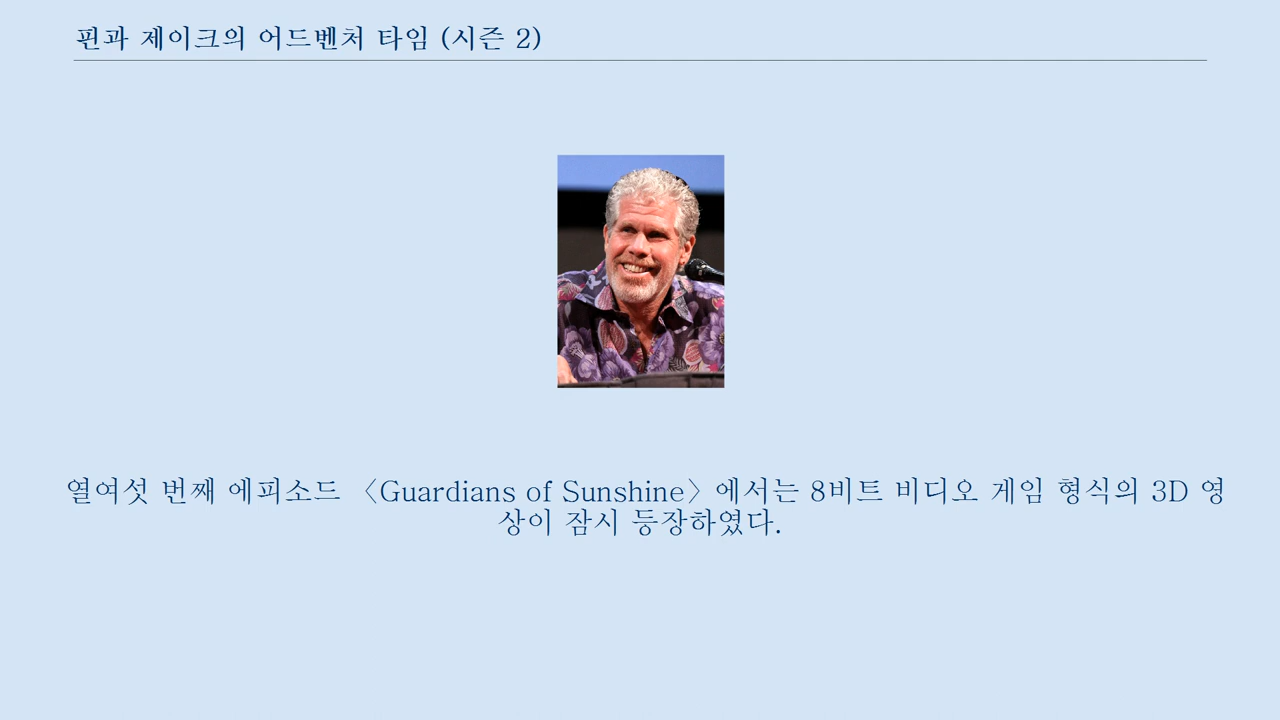 핀과 제이크의 어드벤처 타임 (시즌 2)
열여섯 번째 에피소드 〈Guardians of Sunshine〉에서는 8비트 비디오 게임 형식의 3D 영
상이 잠시 등장하였다.